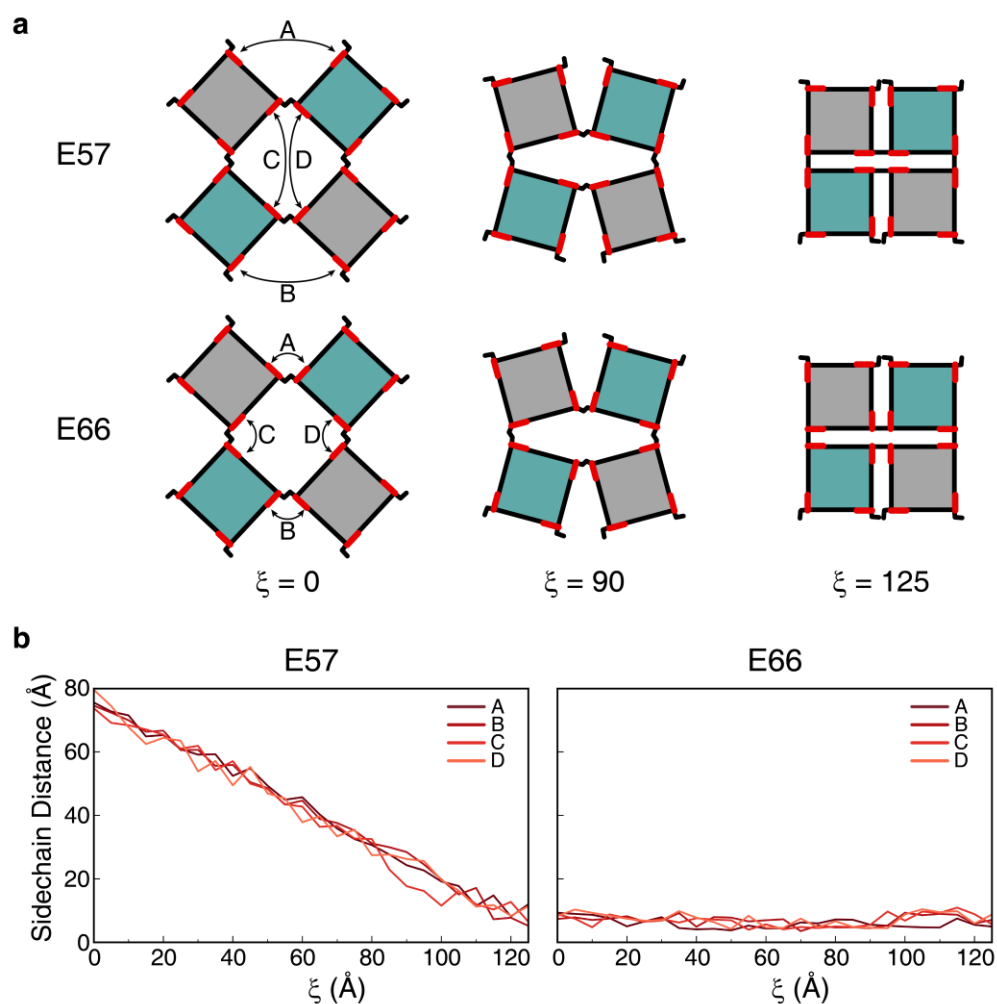 a
A
E57
C D
B
A
E66
C D
B
ξ = 0 ξ = 90 ξ = 125
b
E57 E66
Sidechain Distance (Å)
80
60
40
20
0
A
B
C
D
A
B
C
D
0 20 40 60 80 100 120 0 20 40 60 80 100 120
ξ (Å) ξ (Å)